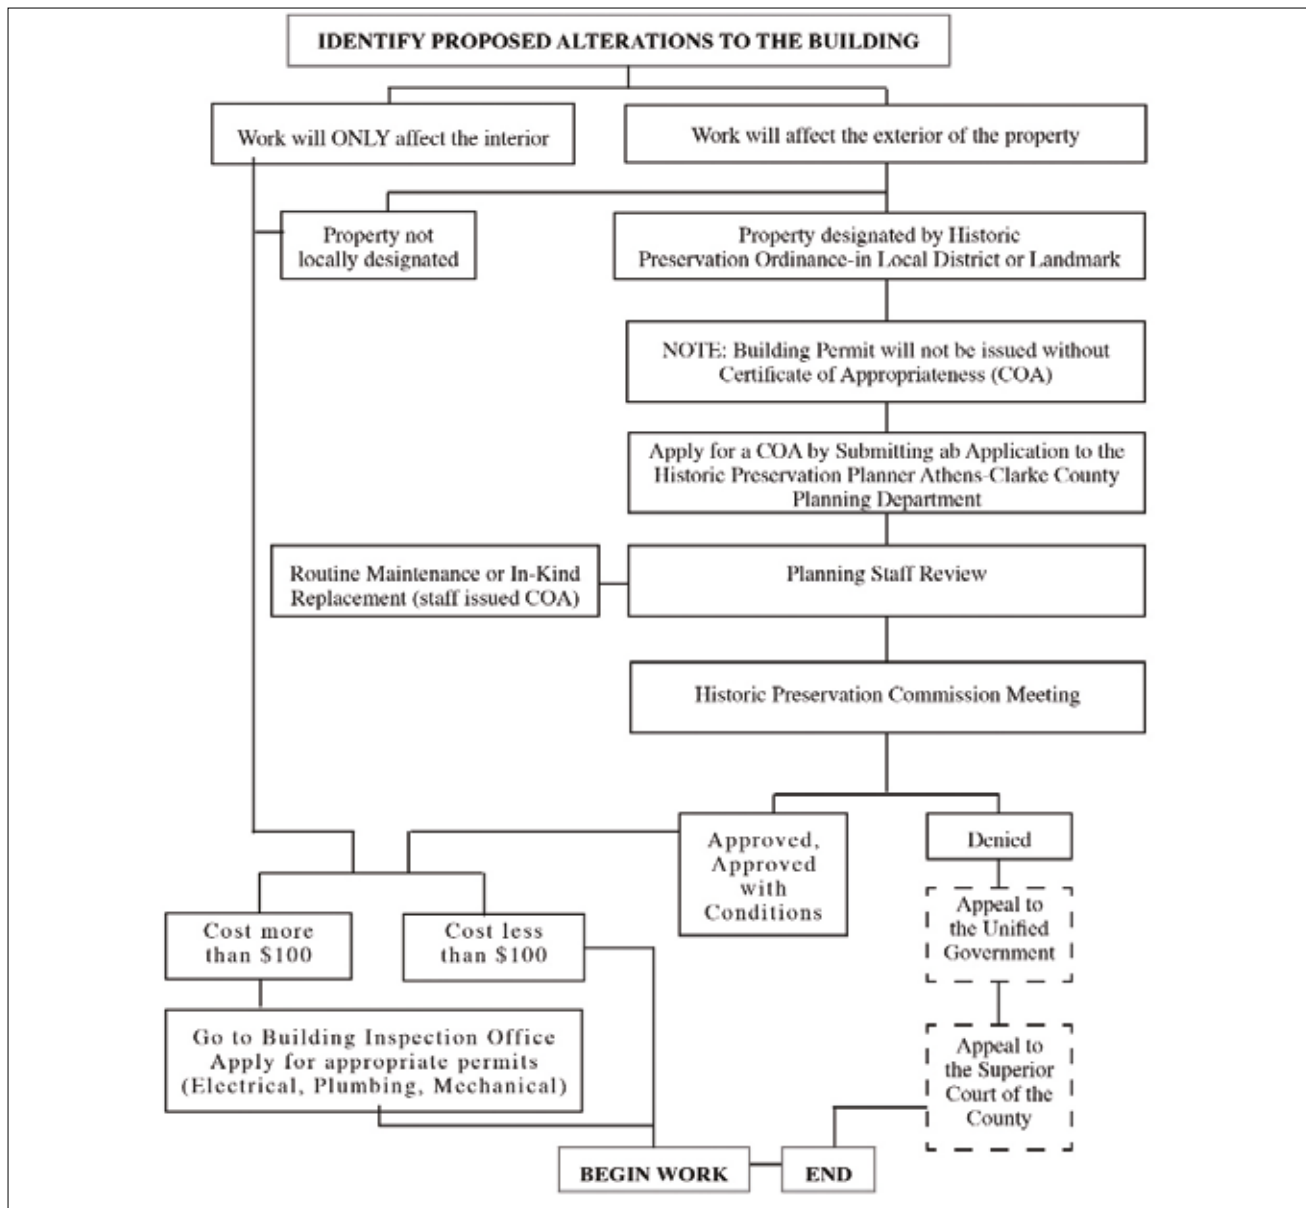 IDENTIFY PROPOSED ALTERATIONS TO THE BUILDING
Work will ONLY affect the interior
Work will affect the exterior of the property
Property not
locally designated
Property designated by Historic
Preservation Ordinance-in Local District or Landmark
NOTE: Building Permit will not be issued without
Certificate of Appropriateness (COA)
Apply for a COA by Submitting ab Application to the
Historic Preservation Planner Athens-Clarke County
Planning Department
Routine Maintenance or In-Kind
Replacement (staff issued COA)
Planning Staff Review
Historic Preservation Commission Meeting
Approved,
Approved
with
Conditions
Denied
Cost more
than $100
Cost less
than $100
Appeal to
the Unified
Government
Go to Building Inspection Office
Apply for appropriate permits
(Electrical, Plumbing, Mechanical)
Appeal to
the Superior
Court of the
County
BEGIN WORK
END